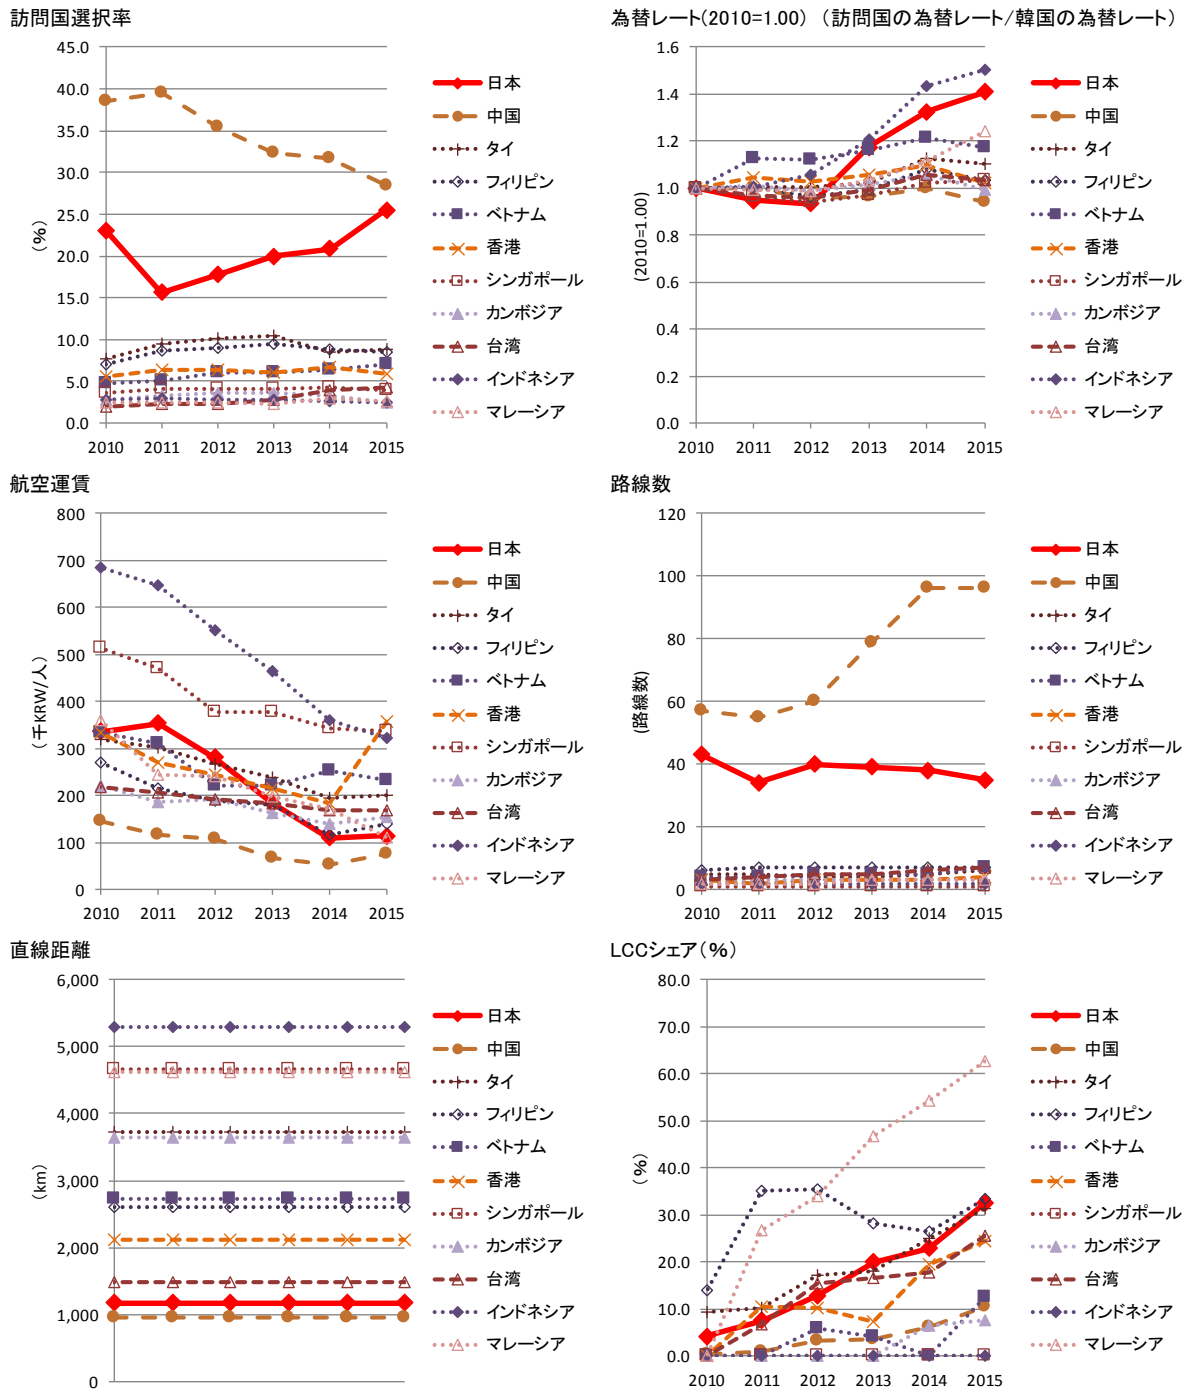 訪問国選択率
45.0
40.0
35.0
30.0
25.0
20.0
15.0
10.0
5.0
0.0
(%)
2010 2011 2012 2013 2014 2015
日本
中国
タイ
フィリピン
ベトナム
香港
シンガポール
カンボジア
台湾
インドネシア
マレーシア
為替レート(2010=1.00) (訪問国の為替レート/韓国の為替レート)
1.6
1.4
1.2
1.0
0.8
0.6
0.4
0.2
0.0
(2010=1.00)
2010 2011 2012 2013 2014 2015
日本
中国
タイ
フィリピン
ベトナム
香港
シンガポール
カンボジア
台湾
インドネシア
マレーシア
航空運賃
800
700
600
500
400
300
200
100
0
(千KRW/人)
2010 2011 2012 2013 2014 2015
日本
中国
タイ
フィリピン
ベトナム
香港
シンガポール
カンボジア
台湾
インドネシア
マレーシア
路線数
120
100
80
60
40
20
0
(路線数)
2010 2011 2012 2013 2014 2015
日本
中国
タイ
フィリピン
ベトナム
香港
シンガポール
カンボジア
台湾
インドネシア
マレーシア
直線距離
6,000
5,000
4,000
3,000
2,000
1,000
0
(km)
日本
中国
タイ
フィリピン
ベトナム
香港
シンガポール
カンボジア
台湾
インドネシア
マレーシア
LCCシェア(%)
80.0
70.0
60.0
50.0
40.0
30.0
20.0
10.0
0.0
(%)
2010 2011 2012 2013 2014 2015
日本
中国
タイ
フィリピン
ベトナム
香港
シンガポール
カンボジア
台湾
インドネシア
マレーシア